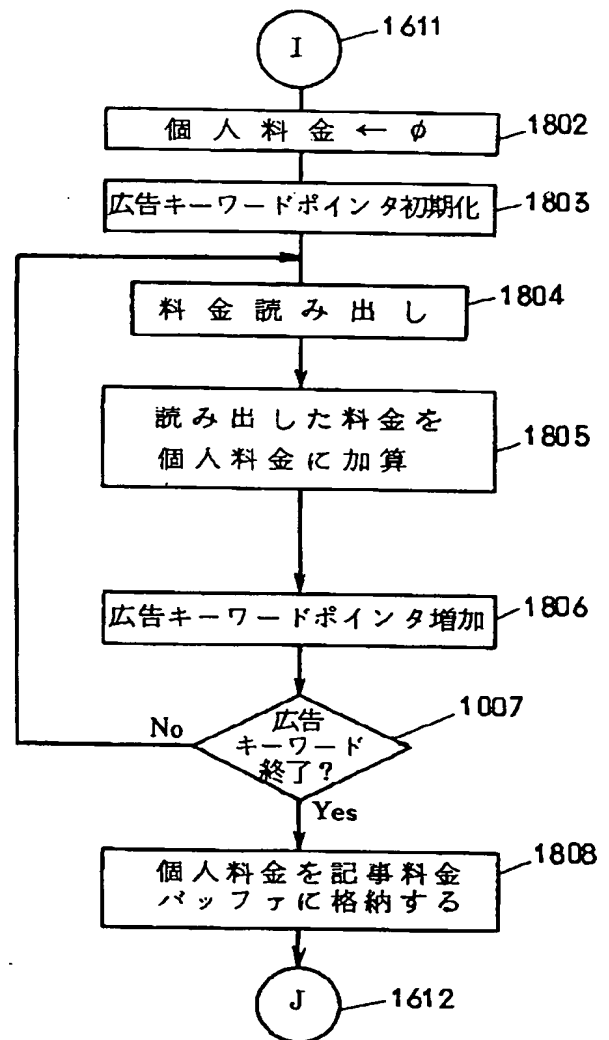 I
1611
個人料金 ← φ
1802
広告キーワードポインタ初期化
1803
料金読み出し
1804
読み出した料金を
個人料金に加算
1805
広告キーワードポインタ増加
1806
広告
キーワード
終了?
1007
No
Yes
個人料金を記事料金
バッファに格納する
1808
J
1612